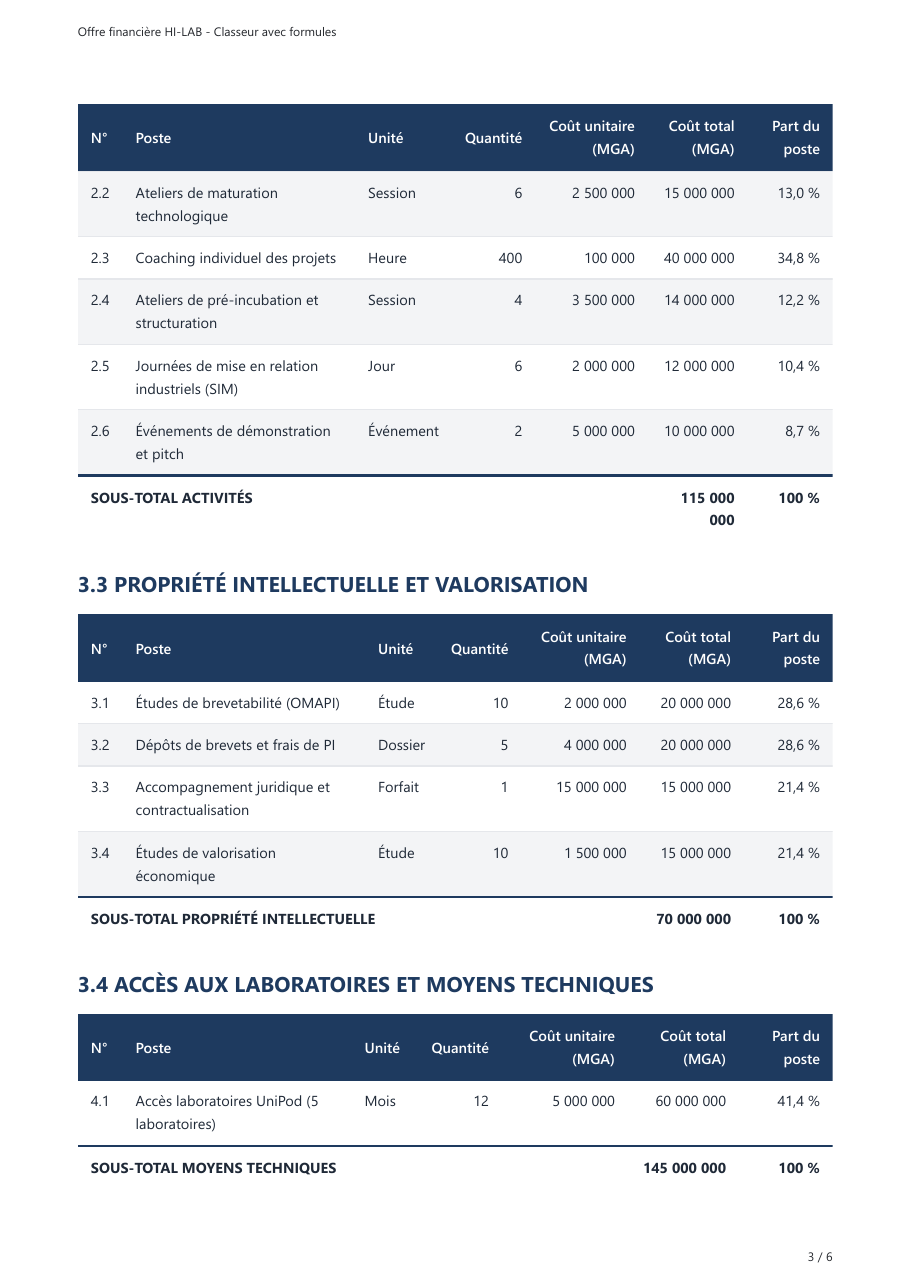 Offre financière HI-LAB - Classeur avec formules
N° Poste Unité Quantité Coût unitaire (MGA) Coût total (MGA) Part du poste
2.2 Ateliers de maturation technologique Session 6 2 500 000 15 000 000 13,0 %
2.3 Coaching individuel des projets Heure 400 100 000 40 000 000 34,8 %
2.4 Ateliers de pré-incubation et structuration Session 4 3 500 000 14 000 000 12,2 %
2.5 Journées de mise en relation industriels (SIM) Jour 6 2 000 000 12 000 000 10,4 %
2.6 Événements de démonstration et pitch Événement 2 5 000 000 10 000 000 8,7 %
SOUS-TOTAL ACTIVITÉS 115 000 000 100 %
3.3 PROPRIÉTÉ INTELLECTUELLE ET VALORISATION
N° Poste Unité Quantité Coût unitaire (MGA) Coût total (MGA) Part du poste
3.1 Études de brevetabilité (OMAPI) Étude 10 2 000 000 20 000 000 28,6 %
3.2 Dépôts de brevets et frais de PI Dossier 5 4 000 000 20 000 000 28,6 %
3.3 Accompagnement juridique et contractualisation Forfait 1 15 000 000 15 000 000 21,4 %
3.4 Études de valorisation économique Étude 10 1 500 000 15 000 000 21,4 %
SOUS-TOTAL PROPRIÉTÉ INTELLECTUELLE 70 000 000 100 %
3.4 ACCÈS AUX LABORATOIRES ET MOYENS TECHNIQUES
N° Poste Unité Quantité Coût unitaire (MGA) Coût total (MGA) Part du poste
4.1 Accès laboratoires UniPod (5 laboratoires) Mois 12 5 000 000 60 000 000 41,4 %
SOUS-TOTAL MOYENS TECHNIQUES 145 000 000 100 %
3 / 6